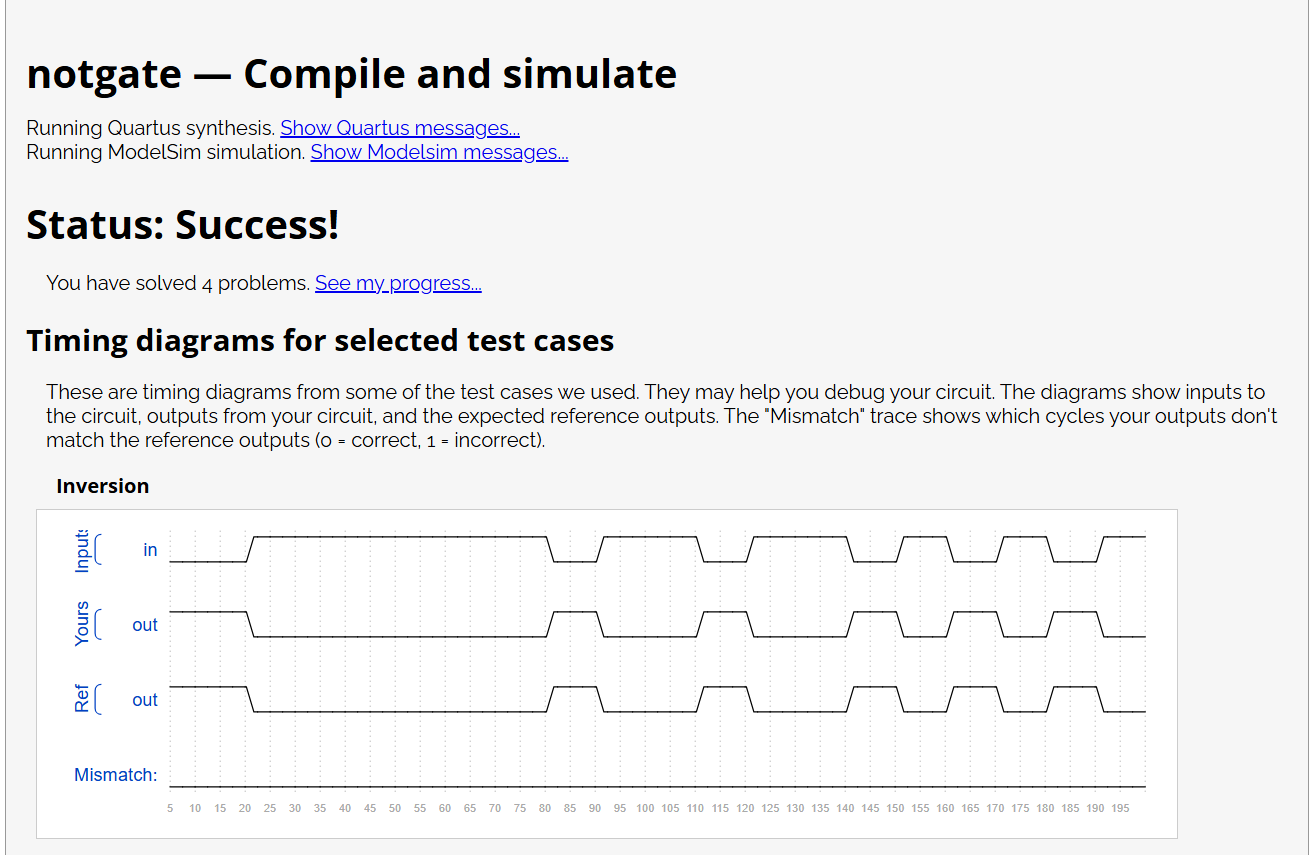 notgate — Compile and simulate
Running Quartus synthesis. Show Quartus messages...
Running ModelSim simulation. Show Modelsim messages...
Status: Success!
You have solved 4 problems. See my progress...
Timing diagrams for selected test cases
These are timing diagrams from some of the test cases we used. They may help you debug your circuit. The diagrams show inputs to
the circuit, outputs from your circuit, and the expected reference outputs. The "Mismatch" trace shows which cycles your outputs don't
match the reference outputs (0 = correct, 1 = incorrect).
Inversion
Inputs in
Yours out
Ref out
Mismatch:
5 10 15 20 25 30 35 40 45 50 55 60 65 70 75 80 85 90 95 100 105 110 115 120 125 130 135 140 145 150 155 160 165 170 175 180 185 190 195